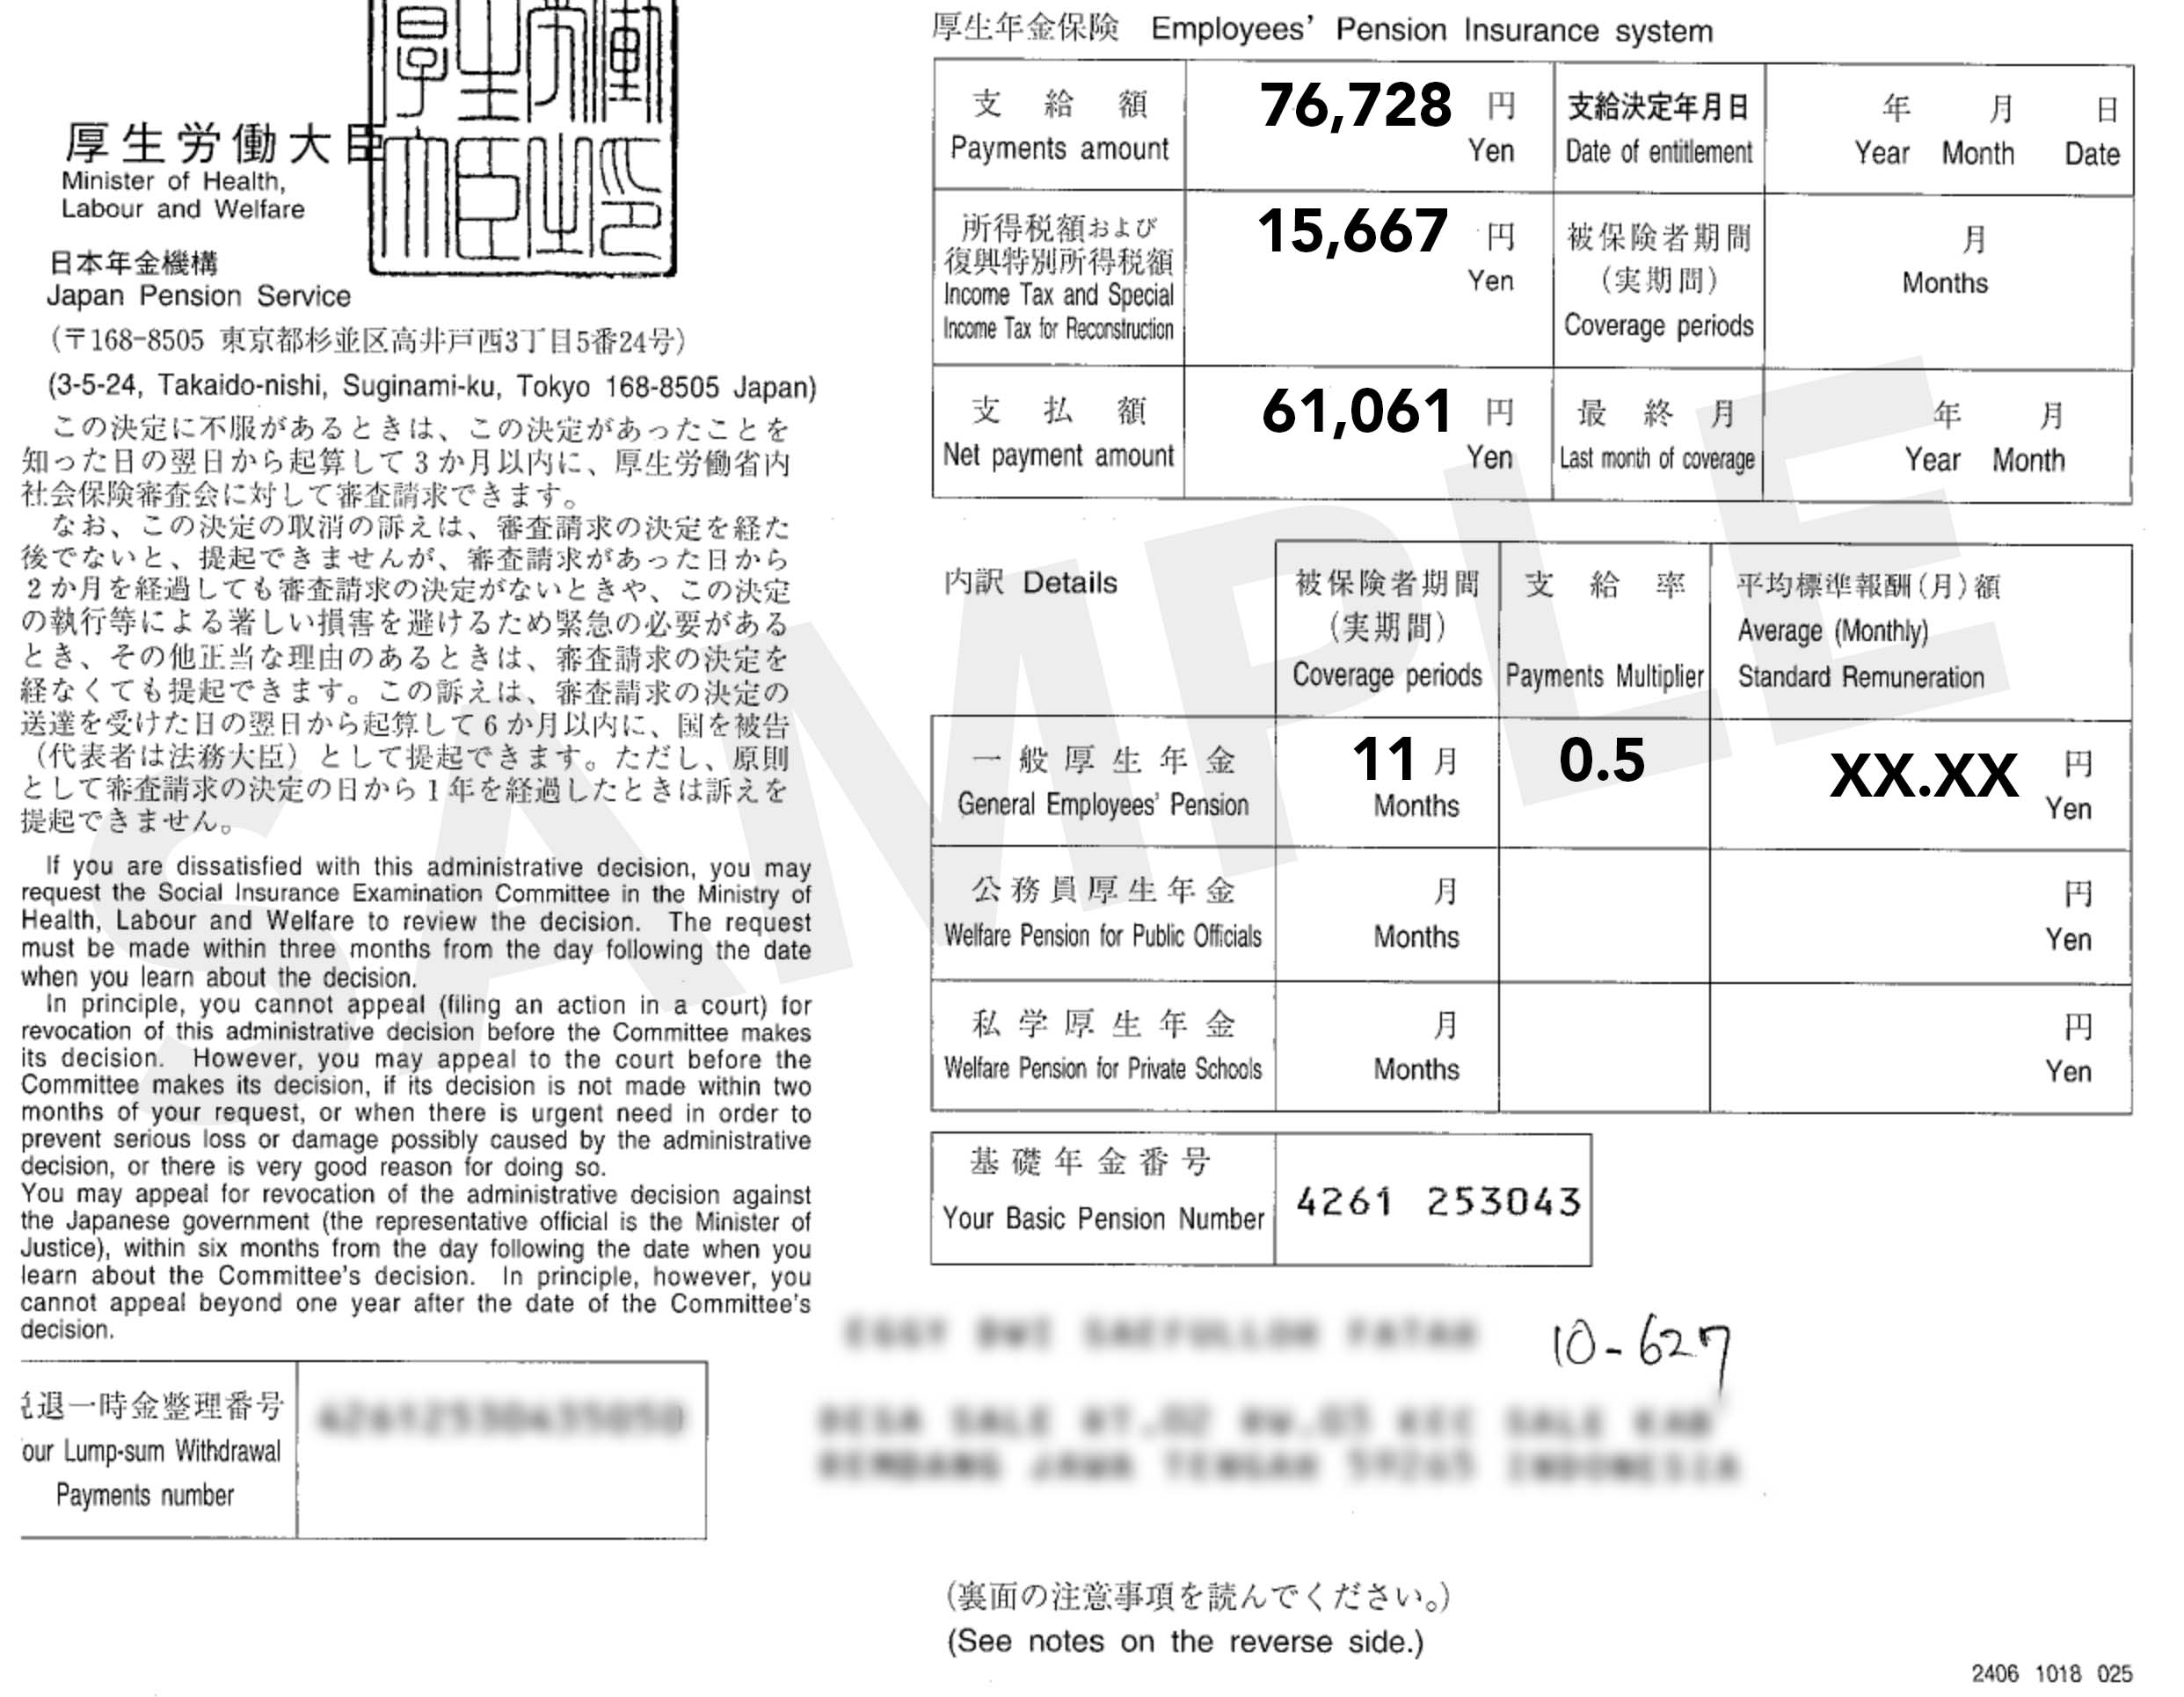 厚生労働大臣
Minister of Health,
Labour and Welfare
日本年金機構
Japan Pension Service
(〒168-8505 東京都杉並区高井戸西3丁目5番24号)
(3-5-24, Takaido-nishi, Suginami-ku, Tokyo 168-8505 Japan)
この決定に不服があるときは、この決定があったことを
知った日の翌日から起算して3か月以内に、厚生労働省内
社会保険審査会に対して審査請求できます。
なお、この決定の取消の訴えは、審査請求の決定を経た
後でないと、提起できませんが、審査請求があった日から
2か月を経過しても審査請求の決定がないときや、この決定
の執行等による著しい損害を避けるため緊急の必要がある
とき、その他正当な理由のあるときは、審査請求の決定を
経なくても提起できます。この訴えは、審査請求の決定の
送達を受けた日の翌日から起算して6か月以内に、国を被告
(代表者は法務大臣)として提起できます。ただし、原則
として審査請求の決定の日から1年を経過したときは訴えを
提起できません。
If you are dissatisfied with this administrative decision, you may
request the Social Insurance Examination Committee in the Ministry of
Health, Labour and Welfare to review the decision. The request
must be made within three months from the day following the date
when you learn about the decision.
In principle, you cannot appeal (filing an action in a court) for
revocation of this administrative decision before the Committee makes
its decision. However, you may appeal to the court before the
Committee makes its decision, if its decision is not made within two
months of your request, or when there is urgent need in order to
prevent serious loss or damage possibly caused by the administrative
decision, or there is very good reason for doing so.
You may appeal for revocation of the administrative decision against
the Japanese government (the representative official is the Minister of
Justice), within six months from the day following the date when you
learn about the Committee's decision. In principle, however, you
cannot appeal beyond one year after the date of the Committee's
decision.
退一時金整理番号
our Lump-sum Withdrawal
Payments number
厚生年金保険 Employees' Pension Insurance system
支給額 76,728 円 支給決定年月日 年 月 日
Payments amount Yen Date of entitlement Year Month Date
所得税額および 15,667 円 被保険者期間 月
復興特別所得税額 Yen (実期間) Months
Income Tax and Special Coverage periods
Income Tax for Reconstruction
支払額 61,061 円 最終月 年 月
Net payment amount Yen Last month of coverage Year Month
内訳 Details 被保険者期間 支給率 平均標準報酬(月)額
(実期間) Average (Monthly)
Coverage periods Payments Multiplier Standard Remuneration
一般厚生年金 11 月 0.5 XX.XX 円
General Employees' Pension Months Yen
公務員厚生年金 月 円
Welfare Pension for Public Officials Months Yen
私学厚生年金 月 円
Welfare Pension for Private Schools Months Yen
基礎年金番号 4261 253043
Your Basic Pension Number
10-627
(裏面の注意事項を読んでください。)
(See notes on the reverse side.)
2406 1018 025
SAMPLE